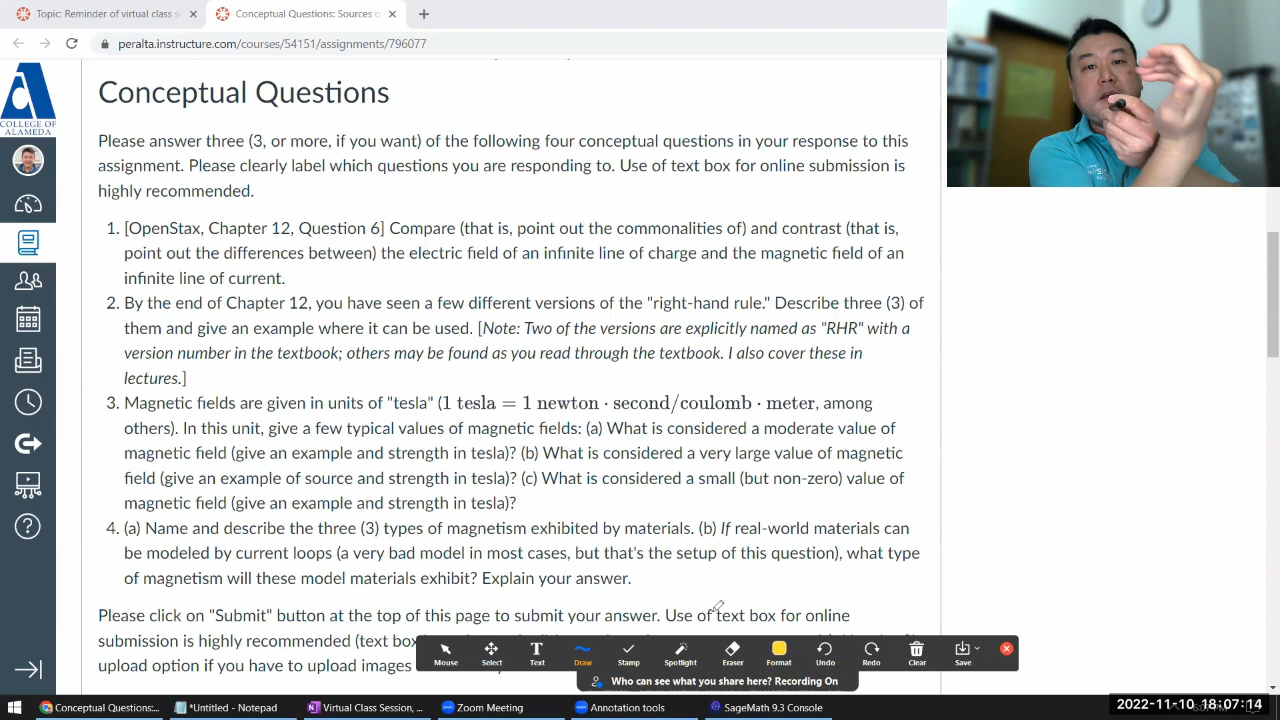 Topic: Reminder of virtual class s
Conceptual Questions: Sources o
peralta.instructure.com/courses/54151/assignments/796077
COLLEGE OF
ALAMEDA
Conceptual Questions
Please answer three (3, or more, if you want) of the following four conceptual questions in your response to this
assignment. Please clearly label which questions you are responding to. Use of text box for online submission is
highly recommended.
1. [OpenStax, Chapter 12, Question 6] Compare (that is, point out the commonalities of) and contrast (that is,
point out the differences between) the electric field of an infinite line of charge and the magnetic field of an
infinite line of current.
2. By the end of Chapter 12, you have seen a few different versions of the "right-hand rule." Describe three (3) of
them and give an example where it can be used. [Note: Two of the versions are explicitly named as "RHR" with a
version number in the textbook; others may be found as you read through the textbook. I also cover these in
lectures.]
3. Magnetic fields are given in units of "tesla" (1 tesla = 1 newton · second/coulomb · meter, among
others). In this unit, give a few typical values of magnetic fields: (a) What is considered a moderate value of
magnetic field (give an example and strength in tesla)? (b) What is considered a very large value of magnetic
field (give an example of source and strength in tesla)? (c) What is considered a small (but non-zero) value of
magnetic field (give an example and strength in tesla)?
4. (a) Name and describe the three (3) types of magnetism exhibited by materials. (b) If real-world materials can
be modeled by current loops (a very bad model in most cases, but that's the setup of this question), what type
of magnetism will these model materials exhibit? Explain your answer.
Please click on "Submit" button at the top of this page to submit your answer. Use of text box for online
submission is highly recommended (text box
upload option if you have to upload images
Mouse Select Text Draw Stamp Spotlight Eraser Format Undo Redo Clear Save
Who can see what you share here? Recording On
Conceptual Questions:... *Untitled - Notepad Virtual Class Session, ... Zoom Meeting Annotation tools SageMath 9.3 Console
2022-11-10 18:07:14